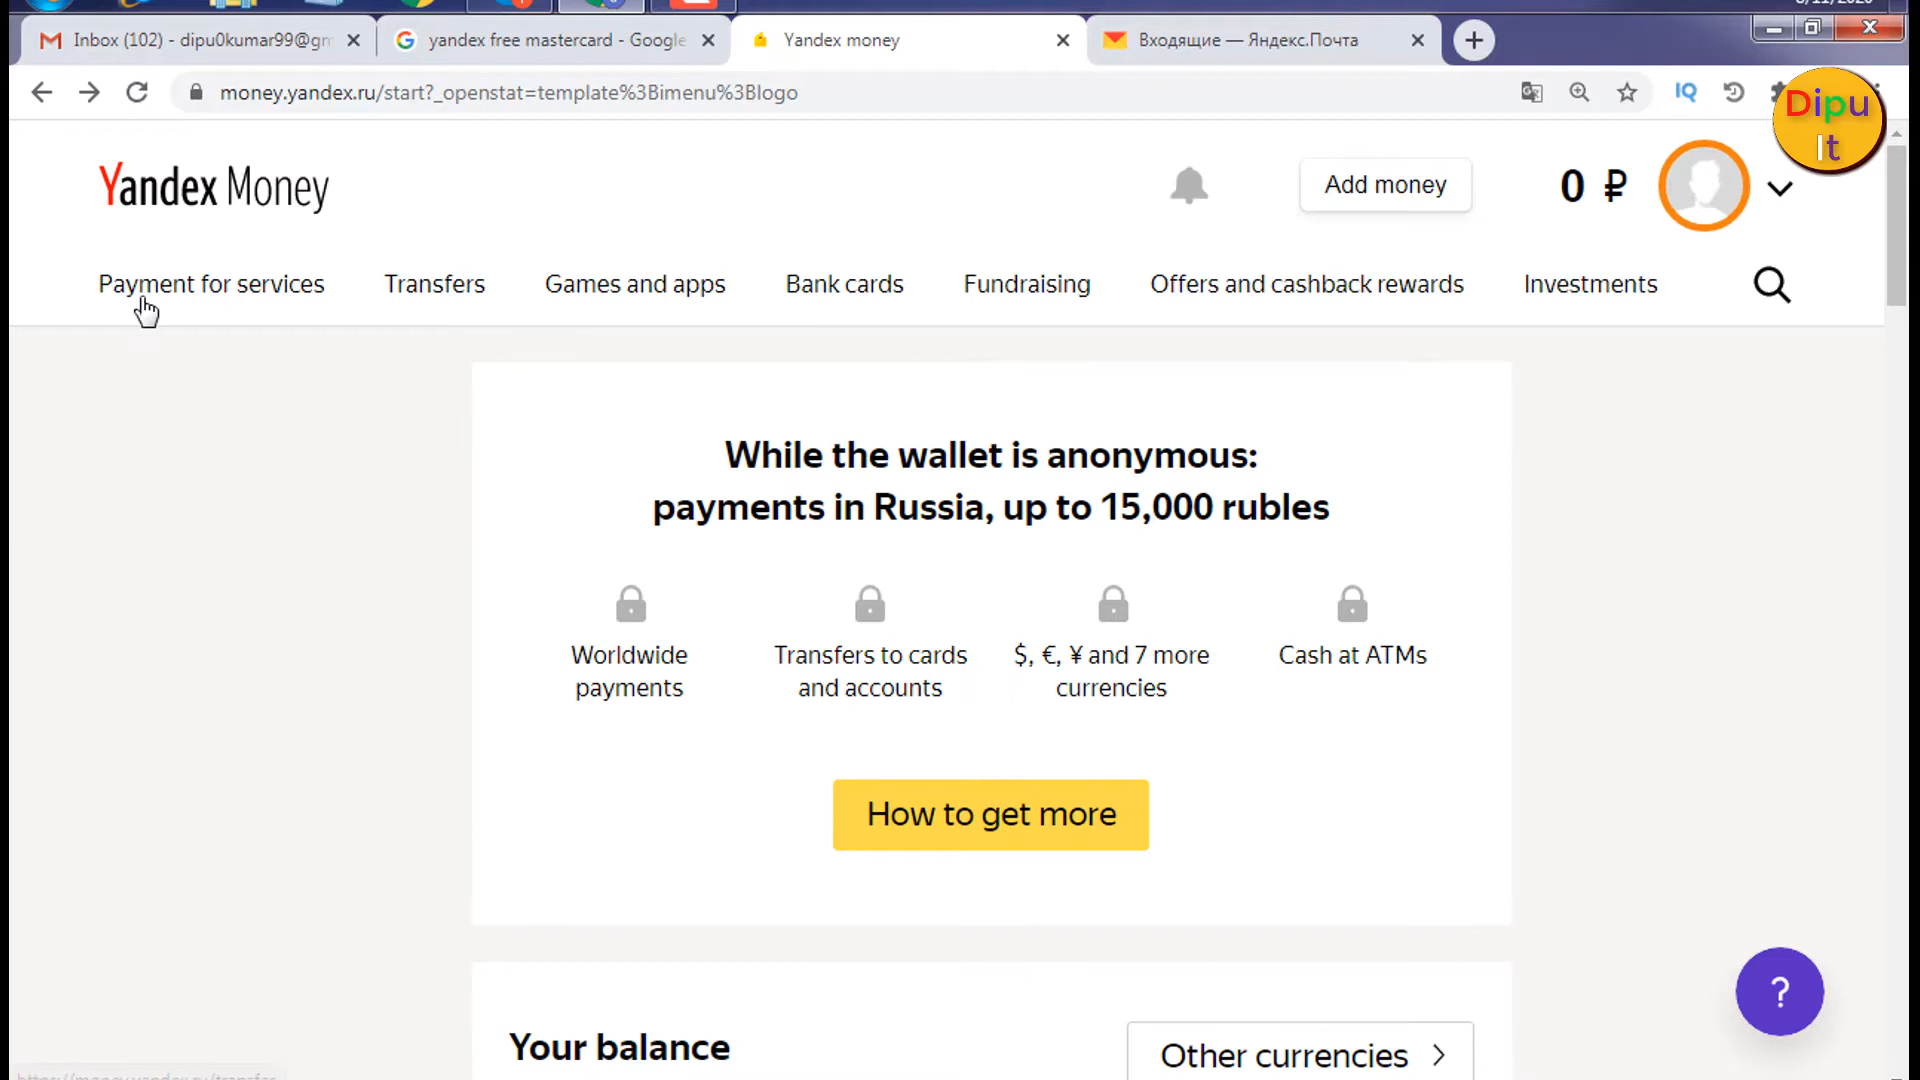 Inbox (102) - dipu0kumar99@gm
yandex free mastercard - Google
Yandex money
Входящие — Яндекс.Почта
money.yandex.ru/start?_openstat=template%3Bimenu%3Blogo
IQ
Dipu
It
Yandex Money
Add money
0 ₽
Payment for services
Transfers
Games and apps
Bank cards
Fundraising
Offers and cashback rewards
Investments
While the wallet is anonymous:
payments in Russia, up to 15,000 rubles
Worldwide
payments
Transfers to cards
and accounts
$, €, ¥ and 7 more
currencies
Cash at ATMs
How to get more
?
Your balance
Other currencies